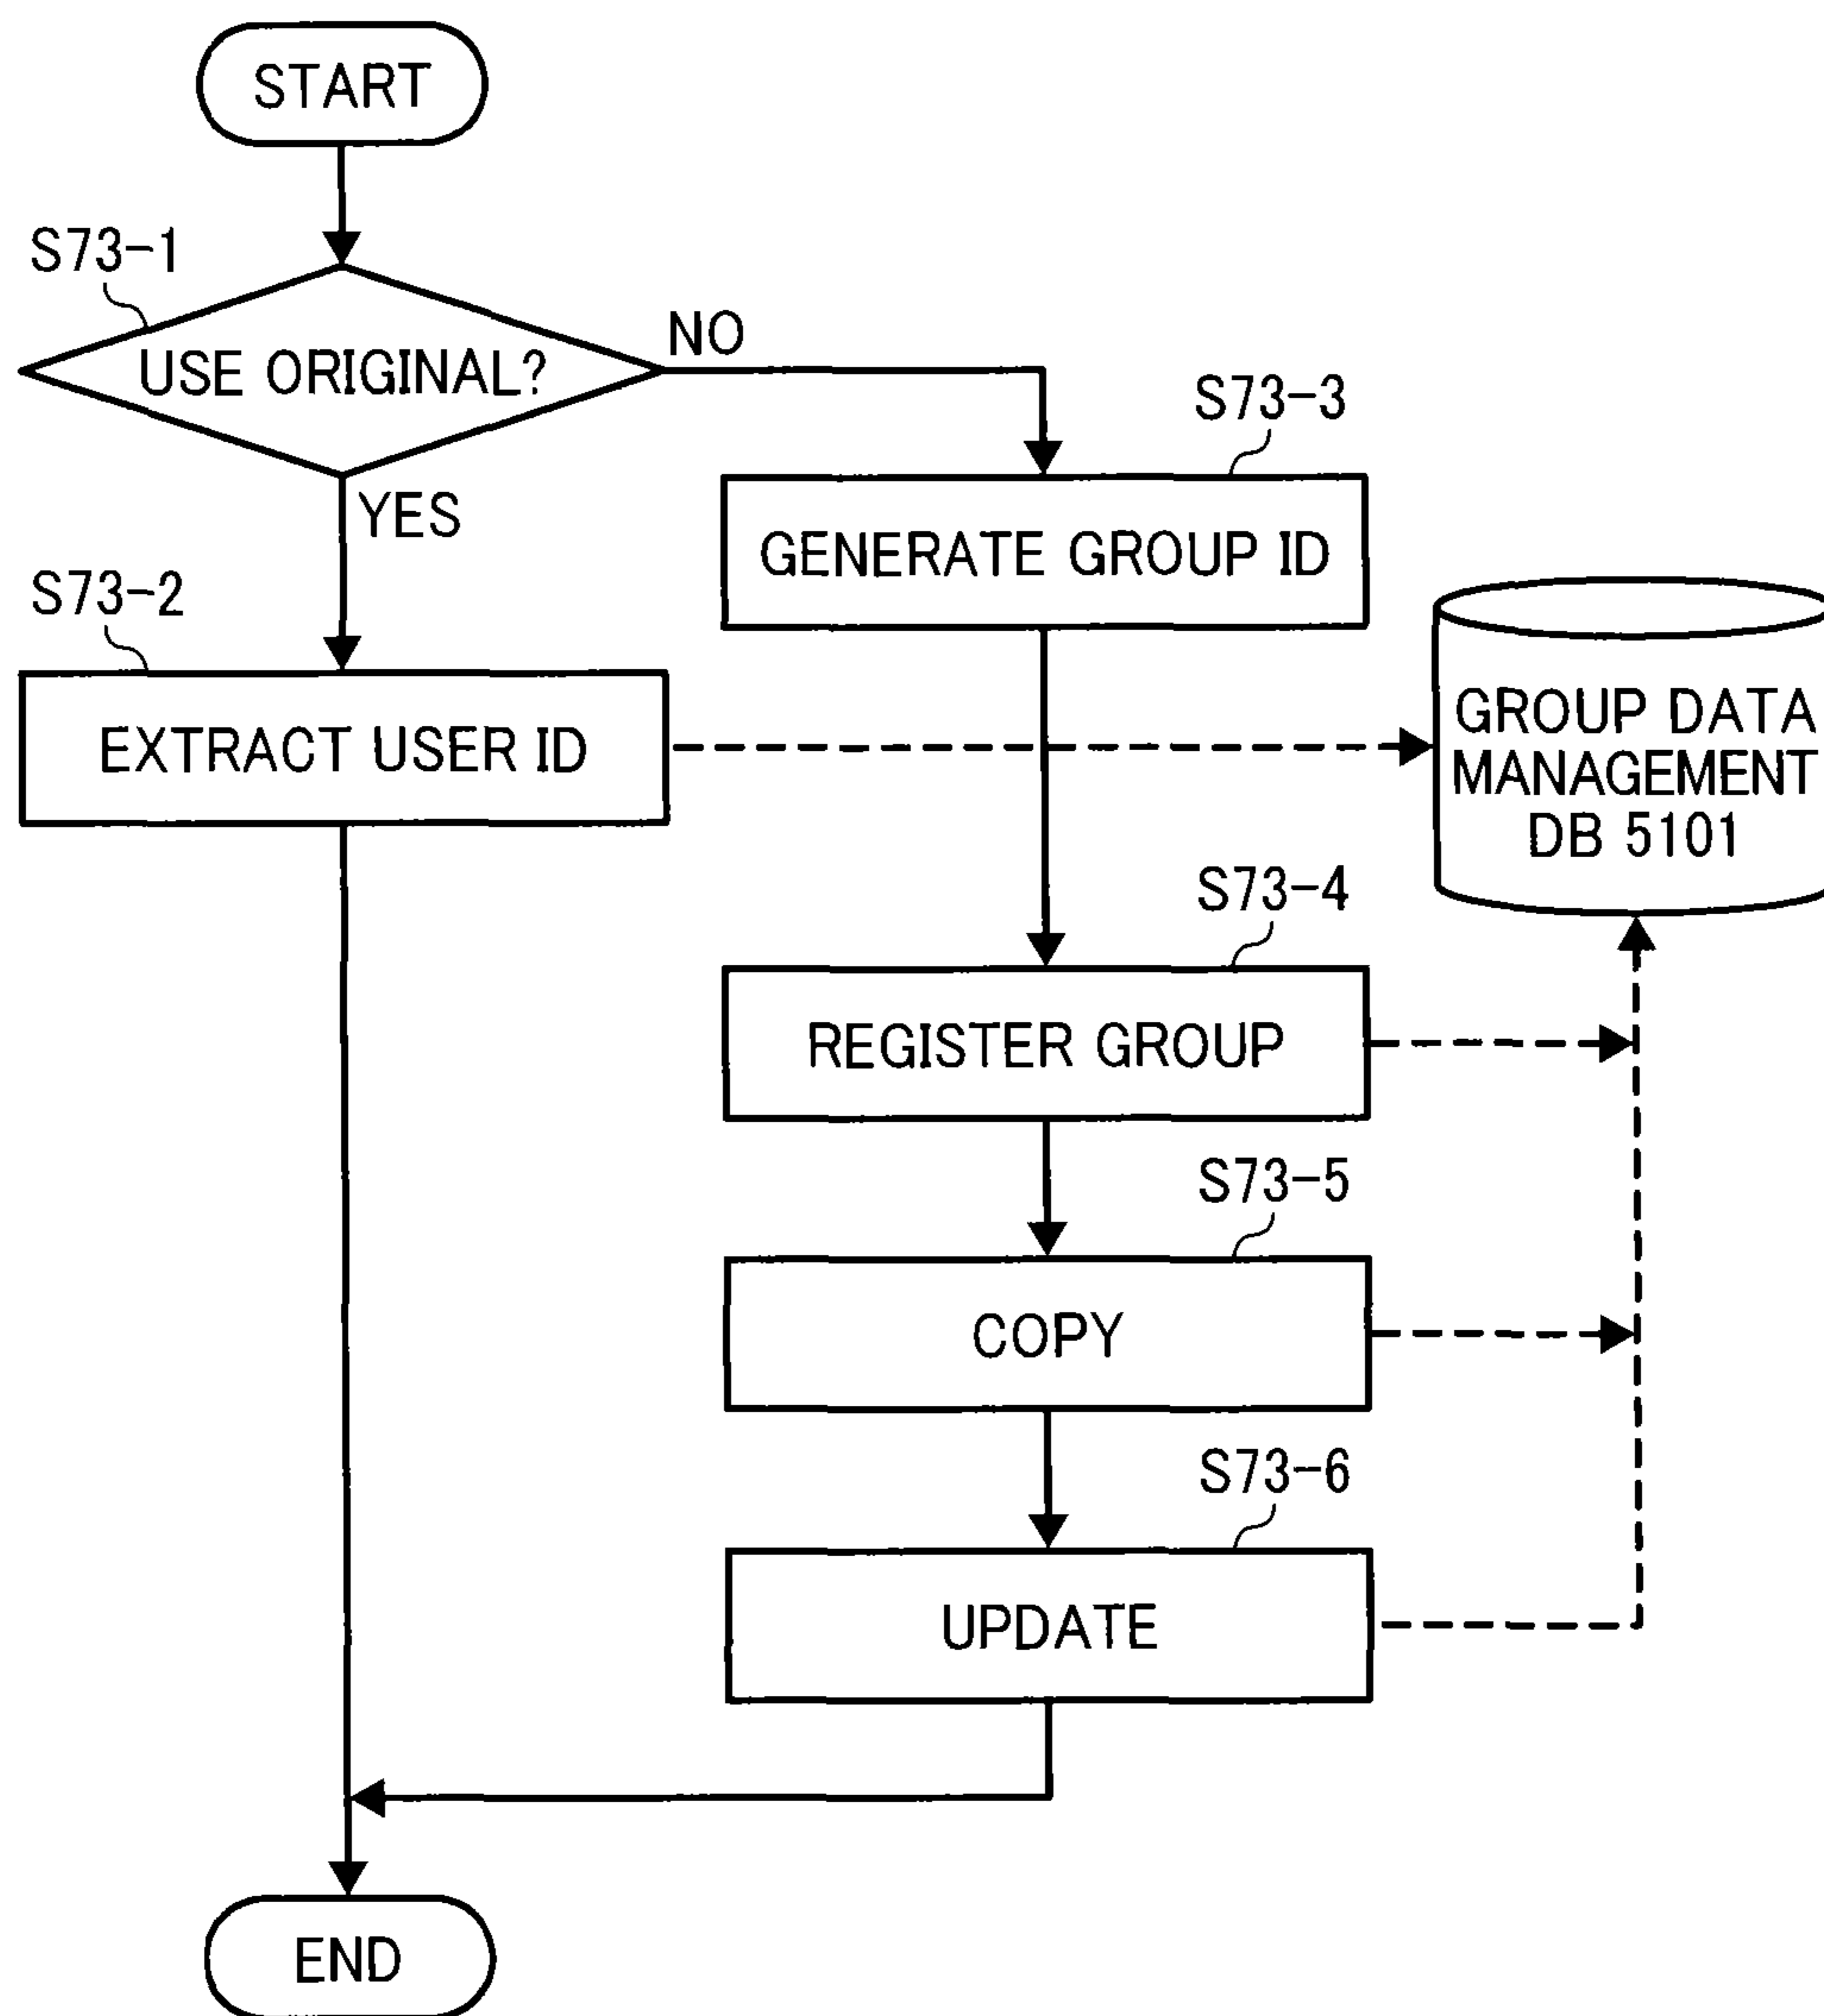 START
S73-1
USE ORIGINAL?
NO
YES
S73-3
GENERATE GROUP ID
S73-2
EXTRACT USER ID
GROUP DATA
MANAGEMENT
DB 5101
S73-4
REGISTER GROUP
S73-5
COPY
S73-6
UPDATE
END